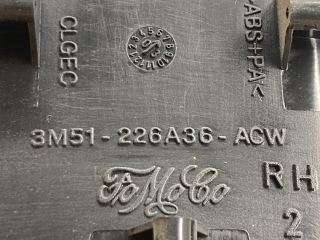 CLGEC
ABS+PA<
3M51-226A36-ACW
FoMoCo
RH
2